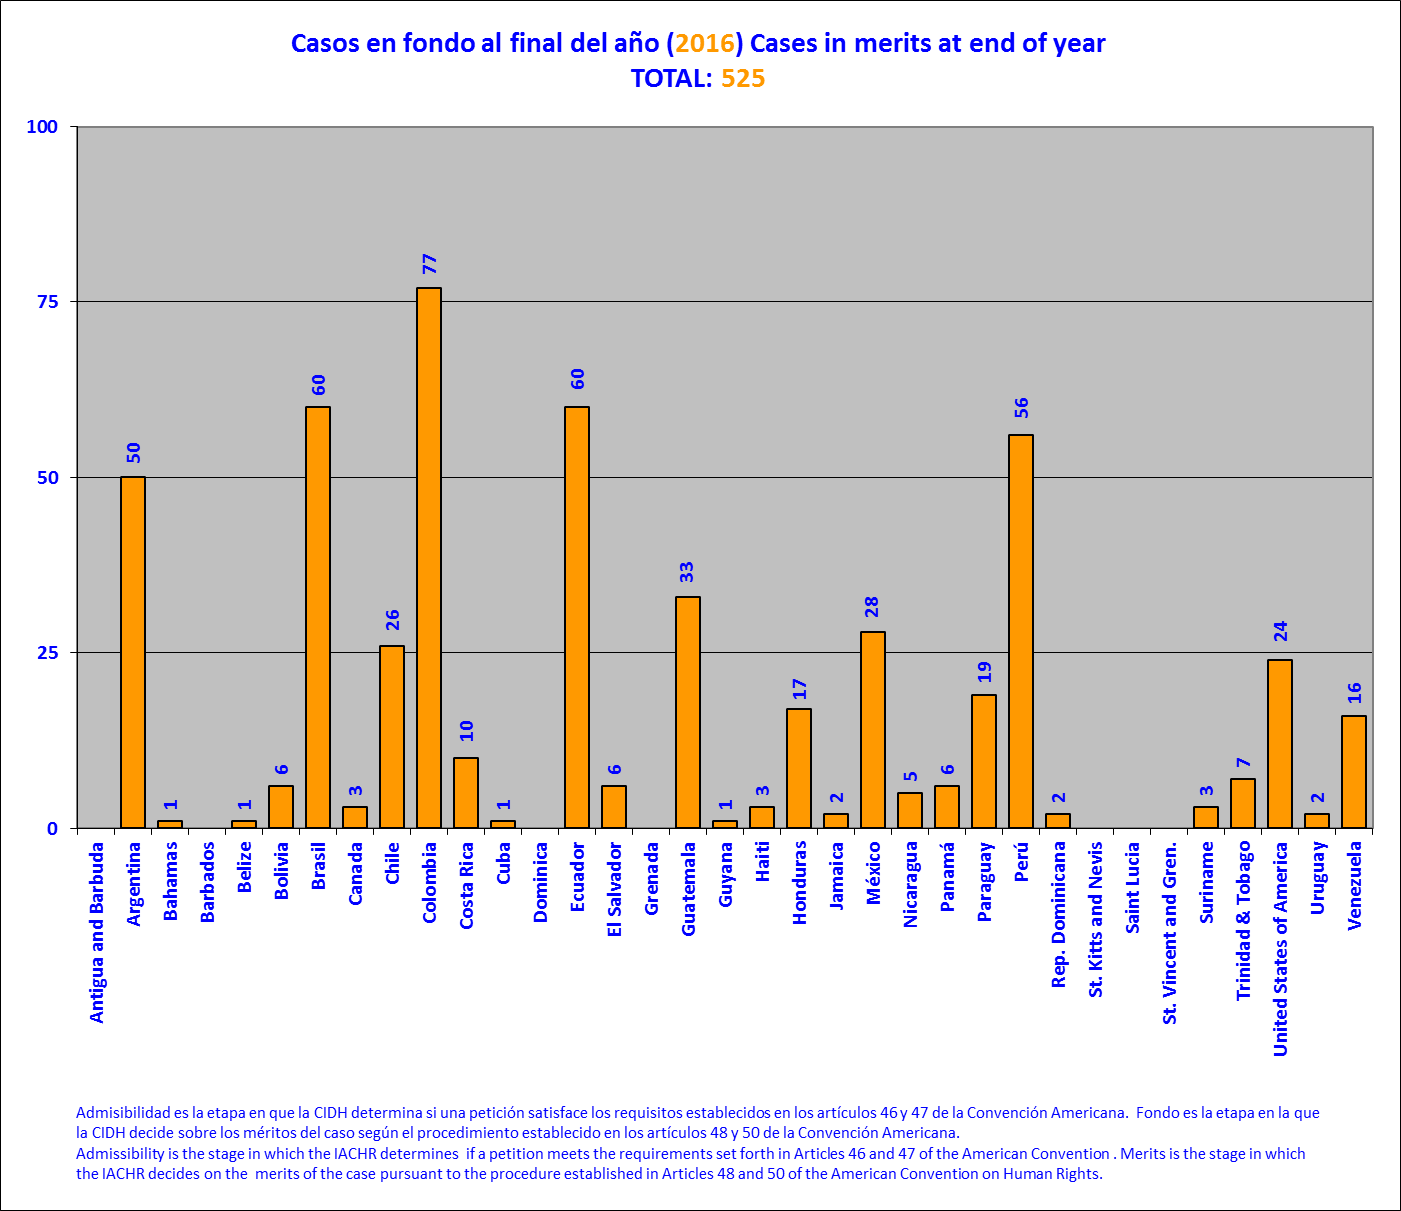 Casos en fondo al final del año (2016) Cases in merits at end of year
TOTAL: 525
100
75
50
25
0
50
1
1
6
60
3
26
77
10
1
60
6
33
1
3
17
2
28
5
6
19
56
2
3
7
24
2
16
Antigua and Barbuda
Argentina
Bahamas
Barbados
Belize
Bolivia
Brasil
Canada
Chile
Colombia
Costa Rica
Cuba
Dominica
Ecuador
El Salvador
Grenada
Guatemala
Guyana
Haiti
Honduras
Jamaica
México
Nicaragua
Panamá
Paraguay
Perú
Rep. Dominicana
St. Kitts and Nevis
Saint Lucia
St. Vincent and Gren.
Suriname
Trinidad & Tobago
United States of America
Uruguay
Venezuela
Admisibilidad es la etapa en que la CIDH determina si una petición satisface los requisitos establecidos en los artículos 46 y 47 de la Convención Americana. Fondo es la etapa en la que
la CIDH decide sobre los méritos del caso según el procedimiento establecido en los artículos 48 y 50 de la Convención Americana.
Admissibility is the stage in which the IACHR determines if a petition meets the requirements set forth in Articles 46 and 47 of the American Convention . Merits is the stage in which
the IACHR decides on the merits of the case pursuant to the procedure established in Articles 48 and 50 of the American Convention on Human Rights.